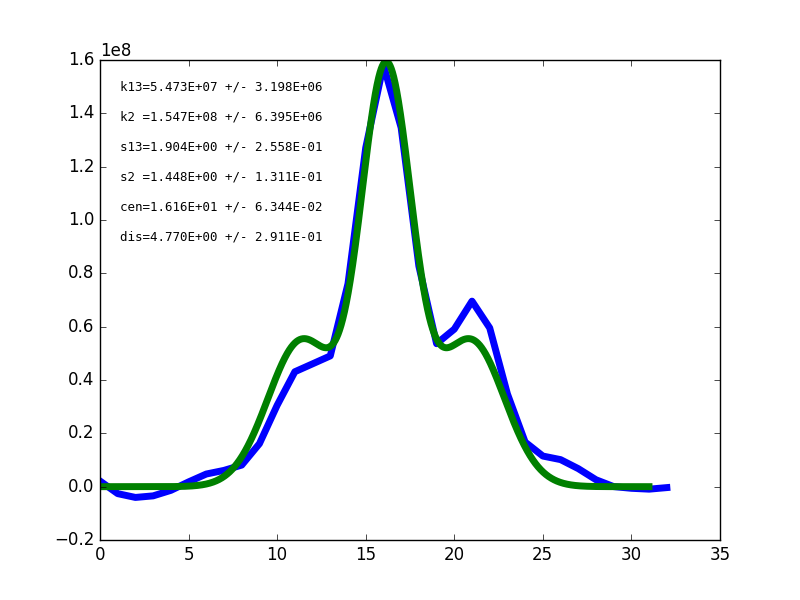 1e8
1.6
1.4
1.2
1.0
0.8
0.6
0.4
0.2
0.0
−0.2
k13=5.473E+07 +/- 3.198E+06
k2 =1.547E+08 +/- 6.395E+06
s13=1.904E+00 +/- 2.558E-01
s2 =1.448E+00 +/- 1.311E-01
cen=1.616E+01 +/- 6.344E-02
dis=4.770E+00 +/- 2.911E-01
0 5 10 15 20 25 30 35